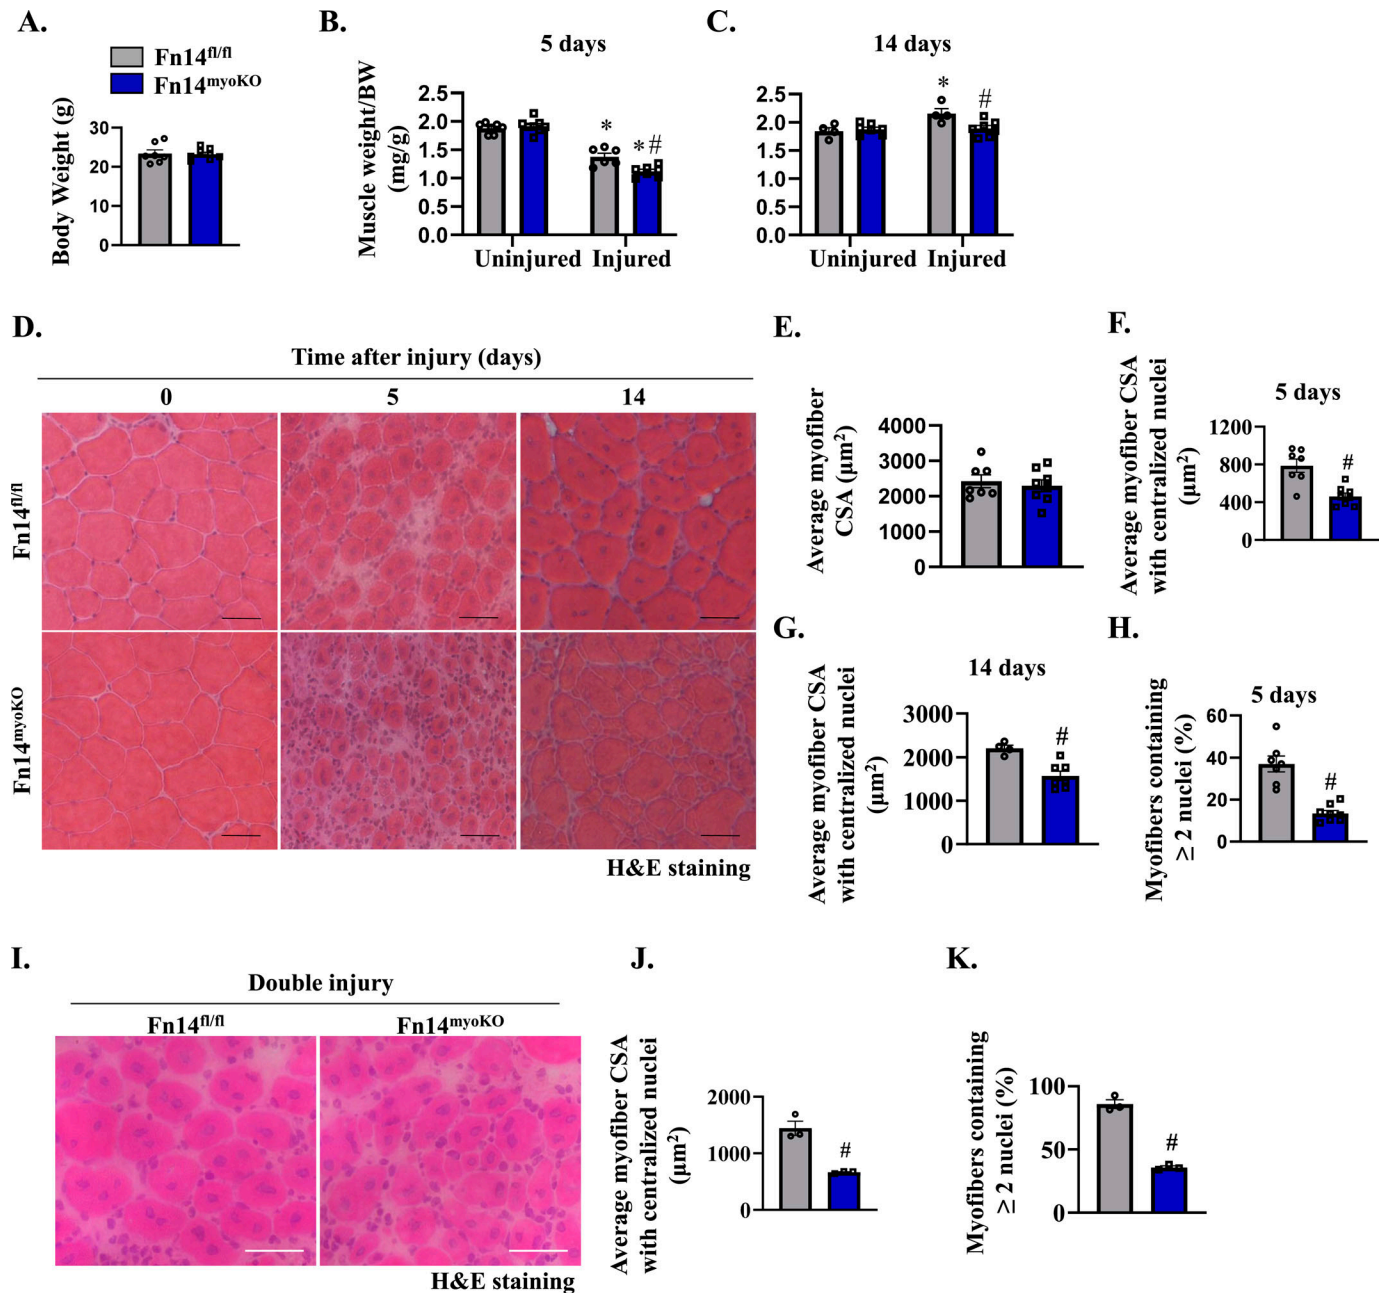 A.
Fn14fl/fl
Fn14myoKO
Body Weight (g)
30
20
10
0
B.
5 days
Muscle weight/BW
(mg/g)
2.5
2.0
1.5
1.0
0.5
0.0
*
* #
Uninjured Injured
C.
14 days
2.5
2.0
1.5
1.0
0.5
0.0
*
#
Uninjured Injured
D.
Time after injury (days)
0 5 14
Fn14fl/fl
Fn14myoKO
H&E staining
E.
Average myofiber
CSA (µm²)
4000
3000
2000
1000
0
F.
5 days
Average myofiber CSA
with centralized nuclei
(µm²)
1200
800
400
0
#
G.
14 days
Average myofiber CSA
with centralized nuclei
(µm²)
3000
2000
1000
0
#
H.
5 days
Myofibers containing
≥ 2 nuclei (%)
60
40
20
0
#
I.
Double injury
Fn14fl/fl Fn14myoKO
H&E staining
J.
Average myofiber CSA
with centralized nuclei
(µm²)
2000
1000
0
#
K.
Myofibers containing
≥ 2 nuclei (%)
100
50
0
#